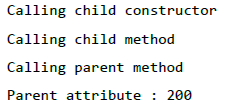 Calling child constructor
Calling child method
Calling parent method
Parent attribute : 200